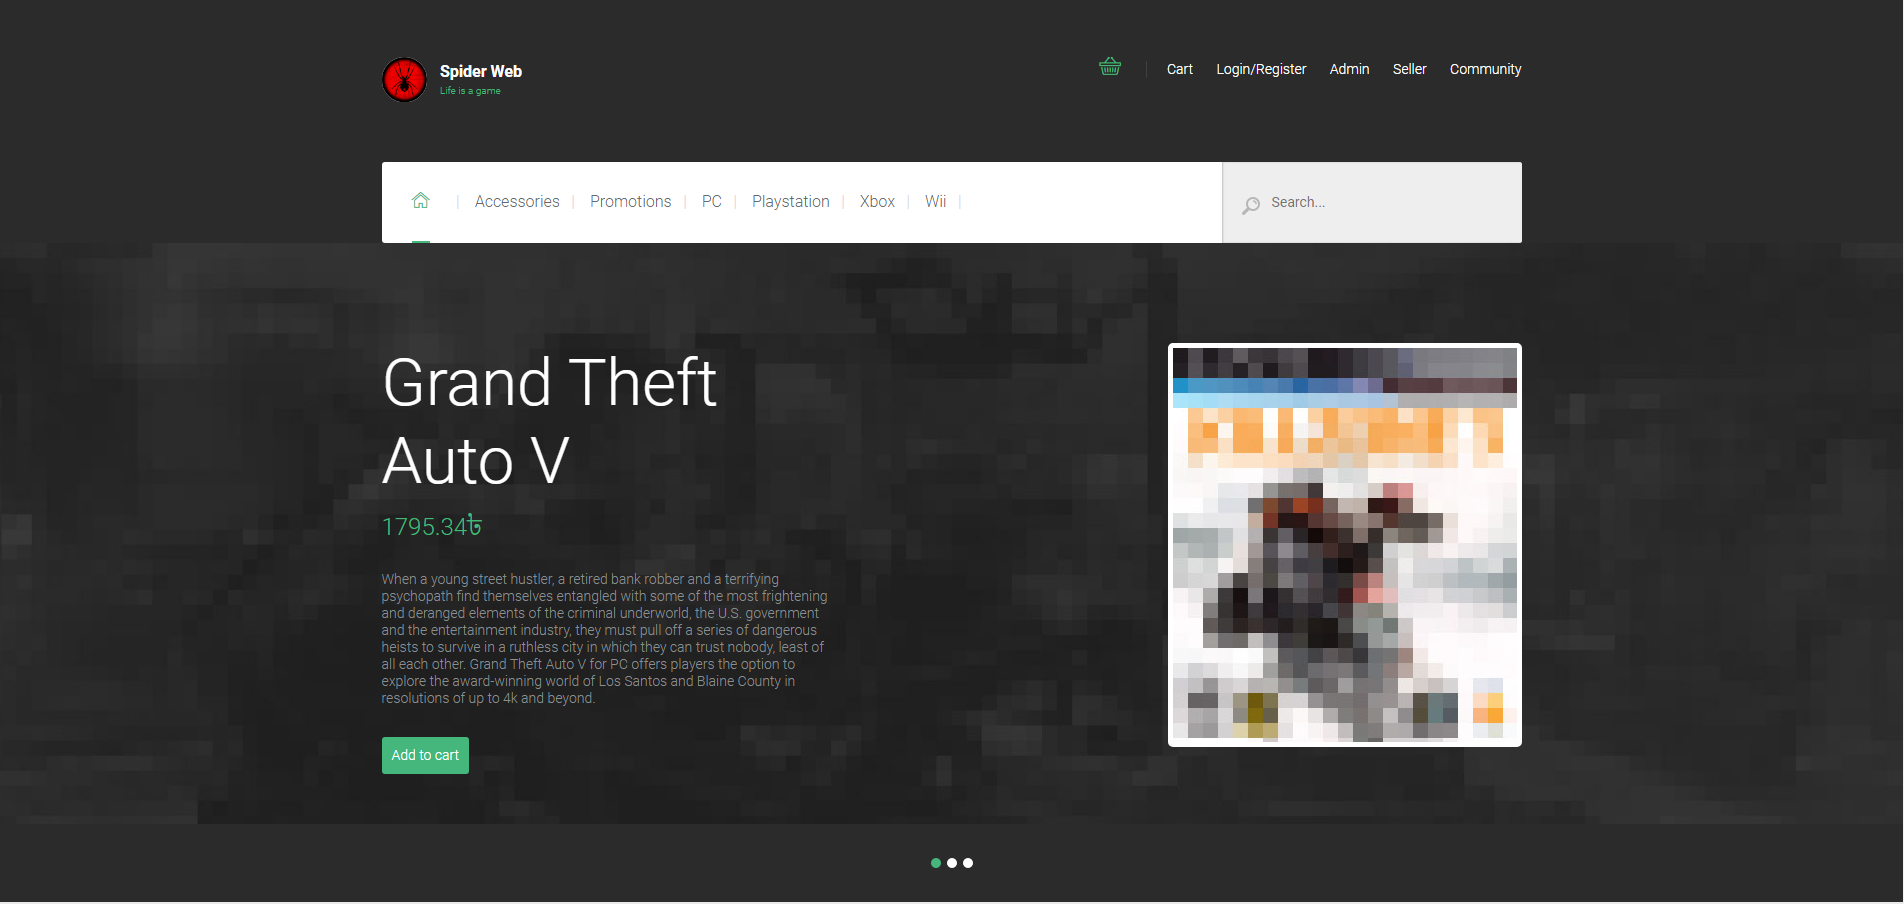 Spider Web
Life is a game
Cart Login/Register Admin Seller Community
Accessories | Promotions | PC | Playstation | Xbox | Wii |
Search...
Grand Theft
Auto V
1795.34৳
When a young street hustler, a retired bank robber and a terrifying
psychopath find themselves entangled with some of the most frightening
and deranged elements of the criminal underworld, the U.S. government
and the entertainment industry, they must pull off a series of dangerous
heists to survive in a ruthless city in which they can trust nobody, least of
all each other. Grand Theft Auto V for PC offers players the option to
explore the award-winning world of Los Santos and Blaine County in
resolutions of up to 4k and beyond.
Add to cart